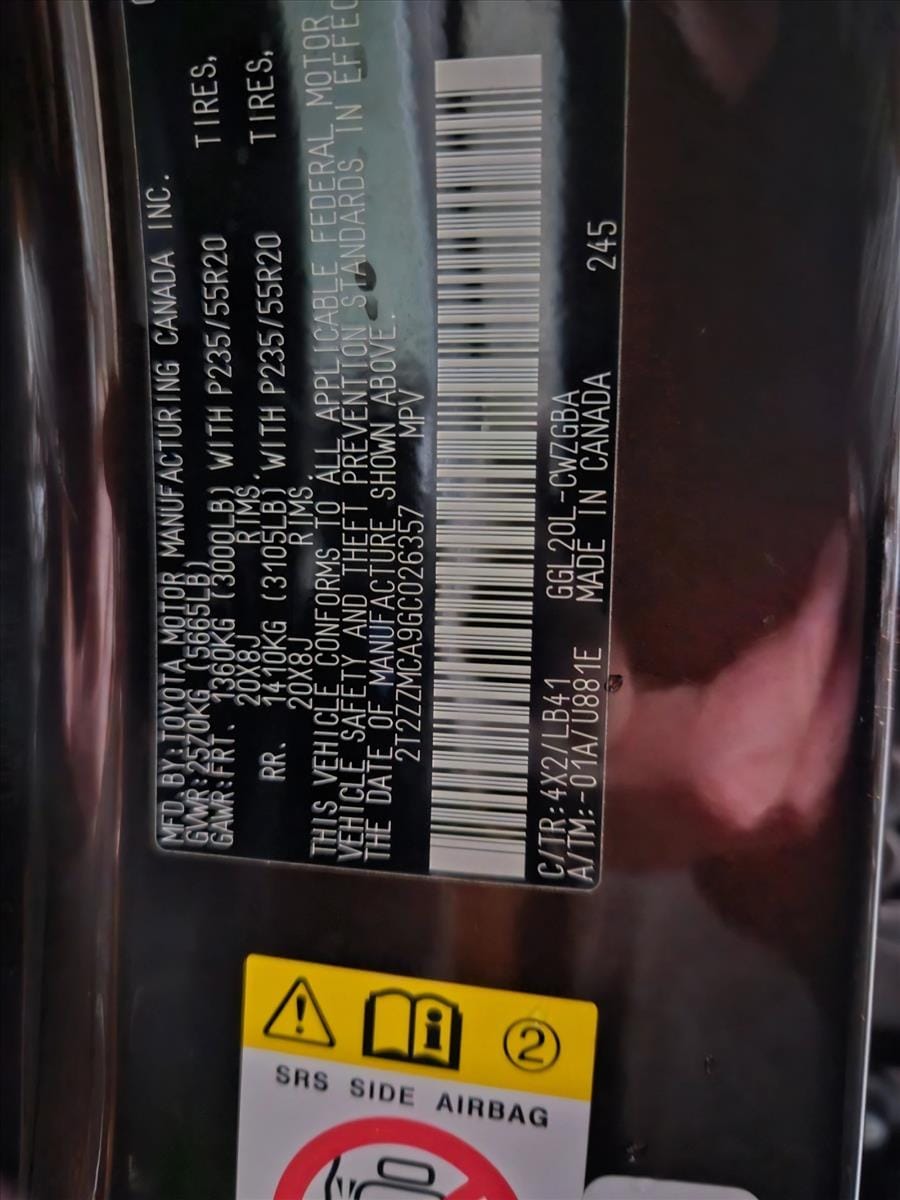 MFD BY:TOYOTA MOTOR MANUFACTURING CANADA INC.
GVWR:2570KG (5665LB)
GAWR:FRT. 1360KG (3000LB) WITH P235/55R20 TIRES,
20X8J RIMS.
RR. 1410KG (3105LB) WITH P235/55R20 TIRES,
20X8J RIMS.
THIS VEHICLE CONFORMS TO ALL APPLICABLE FEDERAL MOTOR
VEHICLE SAFETY AND THEFT PREVENTION STANDARDS IN EFFEC
THE DATE OF MANUFACTURE SHOWN ABOVE.
2T2ZZMCA9GC026357 MPV
C/TR:4X2/LB41 GGL20L-CWZGBA
A/TM:-01A/U881E MADE IN CANADA 245
2
SRS SIDE AIRBAG